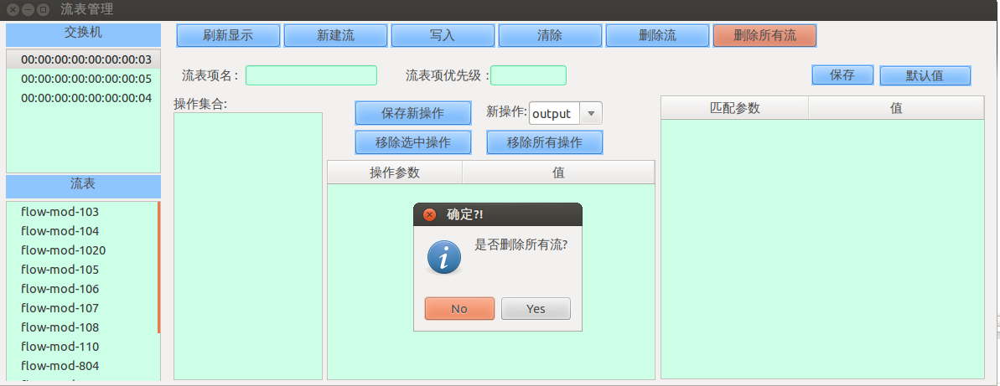 流表管理
交换机
00:00:00:00:00:00:00:03
00:00:00:00:00:00:00:05
00:00:00:00:00:00:00:04
流表
flow-mod-103
flow-mod-104
flow-mod-1020
flow-mod-105
flow-mod-106
flow-mod-107
flow-mod-108
flow-mod-110
flow-mod-804
刷新显示 新建流 写入 清除 删除流 删除所有流
流表项名: 流表项优先级: 保存 默认值
操作集合:
保存新操作 新操作: output
移除选中操作 移除所有操作
操作参数 值
匹配参数 值
确定?!
是否删除所有流?
No Yes